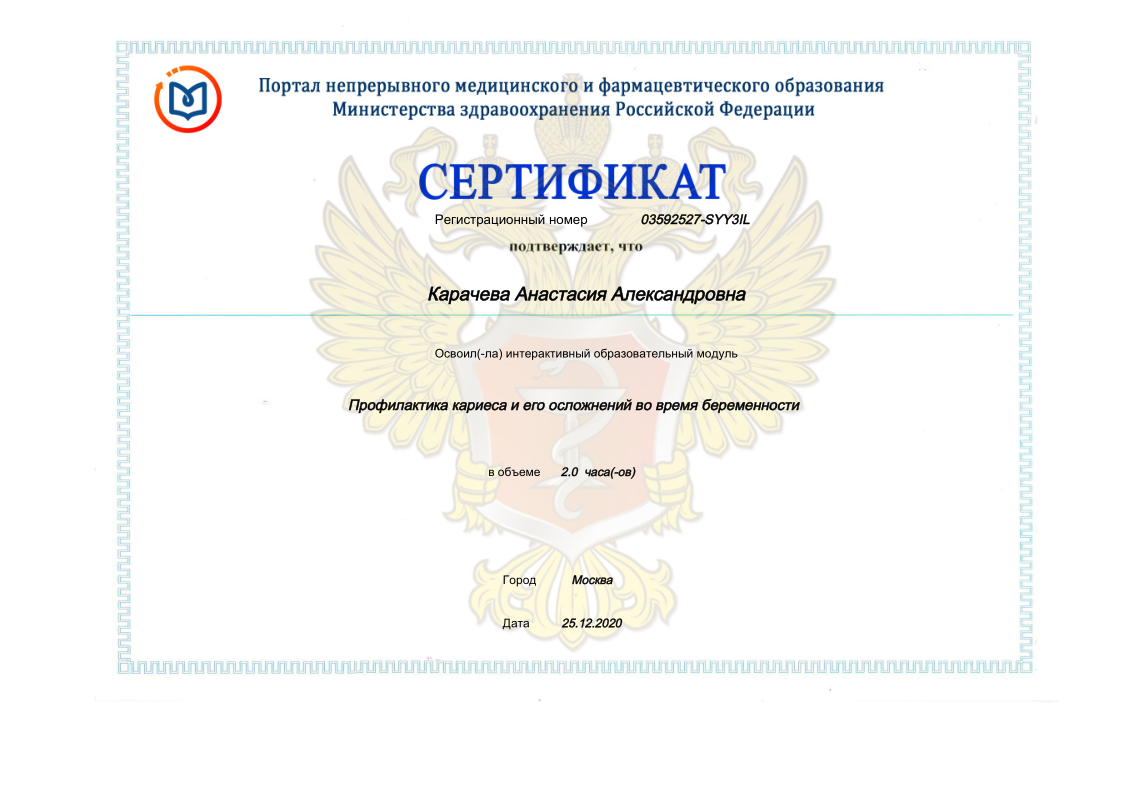 Портал непрерывного медицинского и фармацевтического образования
Министерства здравоохранения Российской Федерации
СЕРТИФИКАТ
Регистрационный номер 03592527-SYY3IL
подтверждает, что
Карачева Анастасия Александровна
Освоил(-ла) интерактивный образовательный модуль
Профилактика кариеса и его осложнений во время беременности
в объеме 2.0 часа(-ов)
Город Москва
Дата 25.12.2020